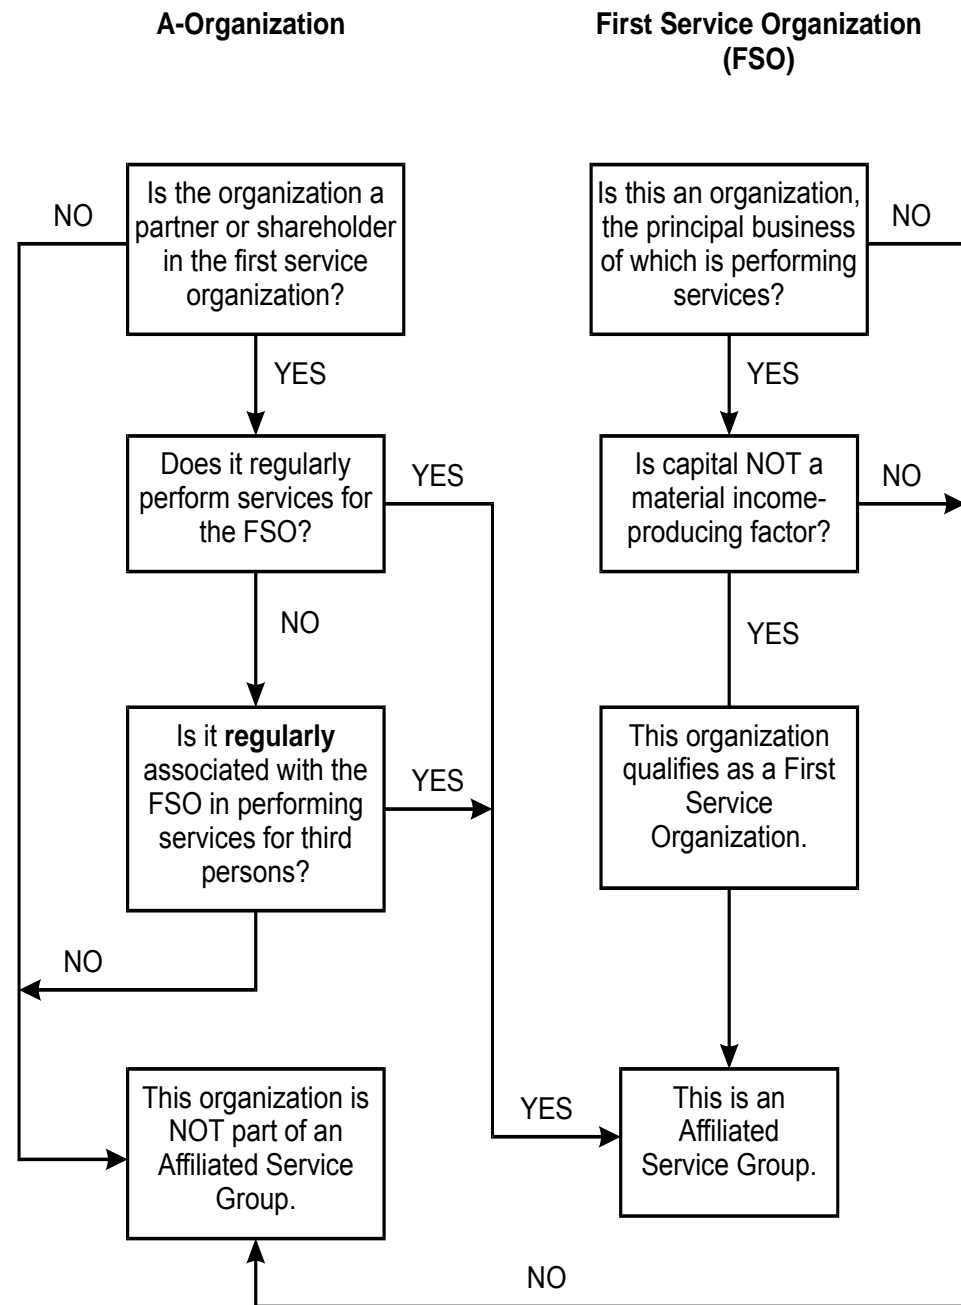 A-Organization
First Service Organization
(FSO)
Is the organization a
partner or shareholder
in the first service
organization?
NO
YES
Does it regularly
perform services for
the FSO?
YES
NO
Is it regularly
associated with the
FSO in performing
services for third
persons?
YES
NO
This organization is
NOT part of an
Affiliated Service
Group.
Is this an organization,
the principal business
of which is performing
services?
NO
YES
Is capital NOT a
material income-
producing factor?
NO
YES
This organization
qualifies as a First
Service
Organization.
YES
This is an
Affiliated
Service Group.
NO